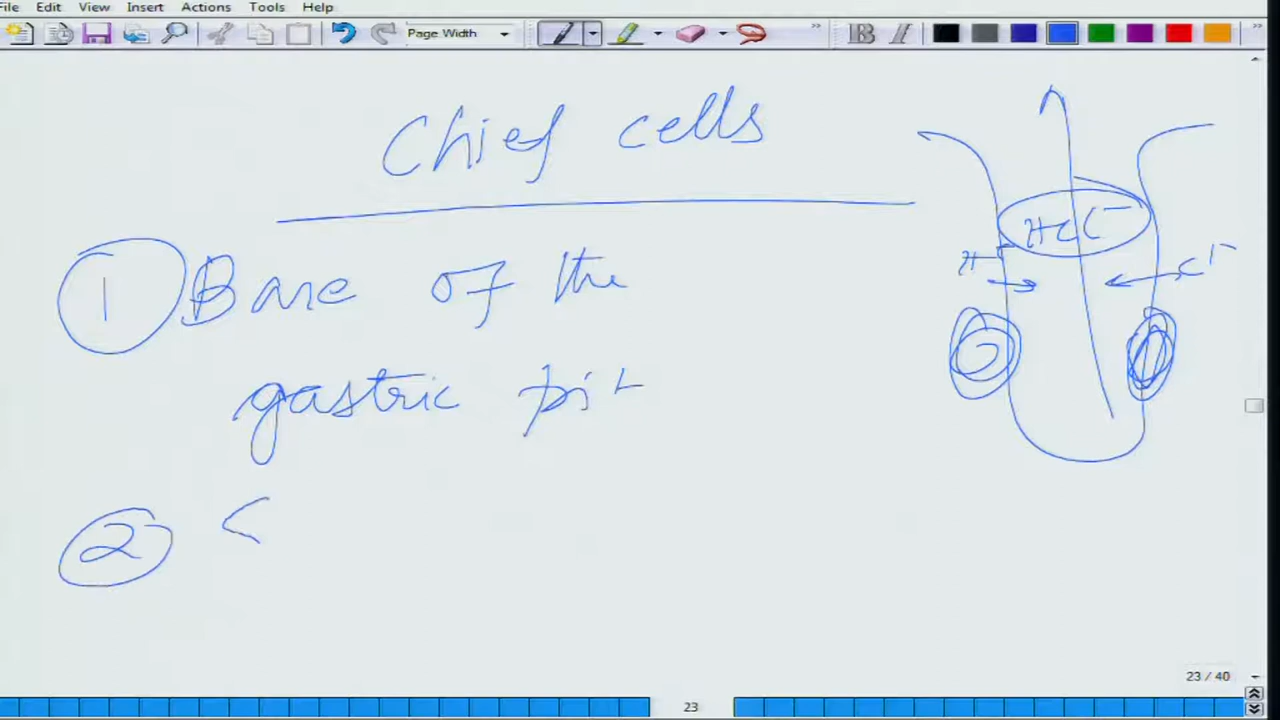 File Edit View Insert Actions Tools Help
Page Width
Chief cells
1 Base of the
gastric pit
2
HCl
H
Cl
23 / 40
23